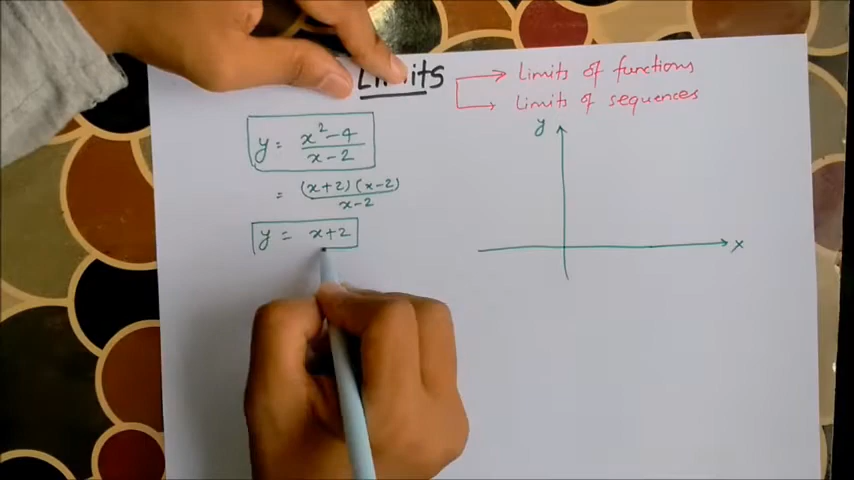 Limits
Limits of functions
Limits of sequences
y = x²-4 / x-2
= (x+2)(x-2) / x-2
y = x+2
y
x